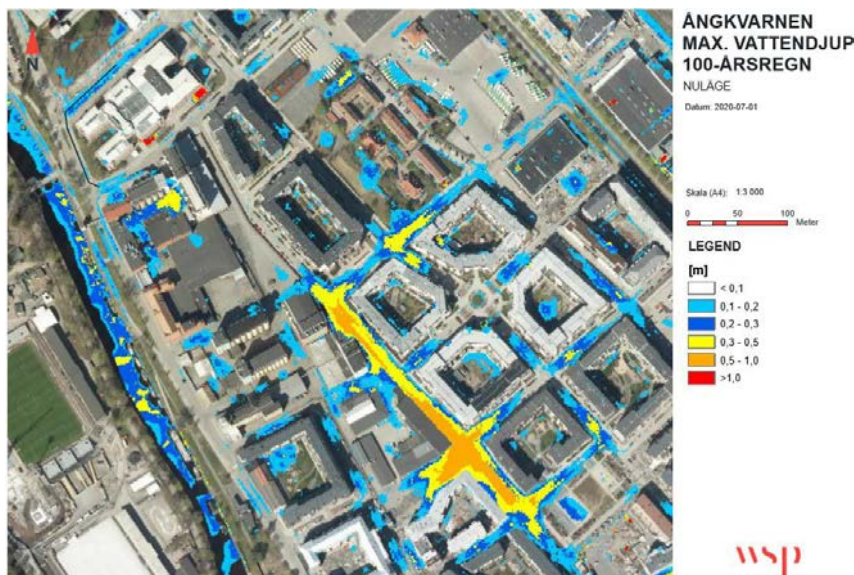 ÅNGKVARNEN
MAX. VATTENDJUP
100-ÅRSREGN
NULÄGE
Datum: 2020-07-01
N
Skala (A4): 1:3 000
0 50 100
Meter
LEGEND
[m]
< 0,1
0,1 - 0,2
0,2 - 0,3
0,3 - 0,5
0,5 - 1,0
>1,0
wsp